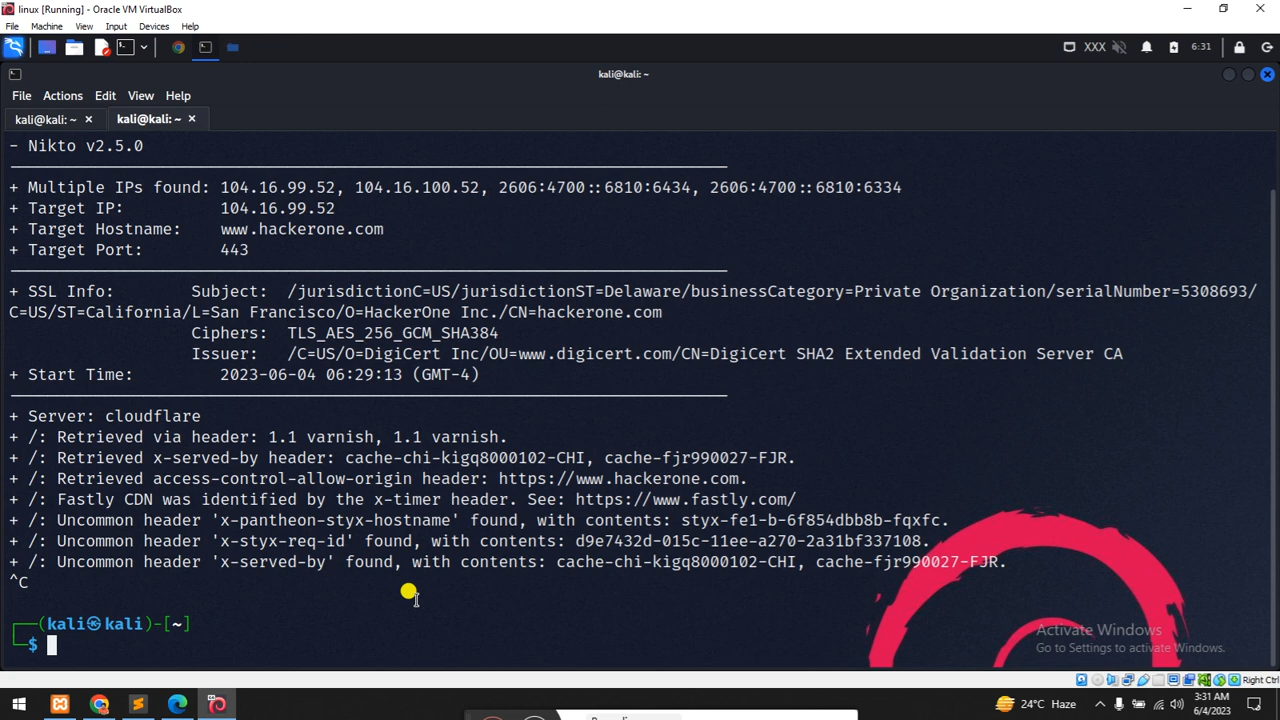 linux [Running] - Oracle VM VirtualBox
File Machine View Input Devices Help
XXX 6:31
kali@kali: ~
File Actions Edit View Help
kali@kali: ~ × kali@kali: ~ ×
- Nikto v2.5.0
+ Multiple IPs found: 104.16.99.52, 104.16.100.52, 2606:4700::6810:6434, 2606:4700::6810:6334
+ Target IP: 104.16.99.52
+ Target Hostname: www.hackerone.com
+ Target Port: 443
+ SSL Info: Subject: /jurisdictionC=US/jurisdictionST=Delaware/businessCategory=Private Organization/serialNumber=5308693/
C=US/ST=California/L=San Francisco/O=HackerOne Inc./CN=hackerone.com
Ciphers: TLS_AES_256_GCM_SHA384
Issuer: /C=US/O=DigiCert Inc/OU=www.digicert.com/CN=DigiCert SHA2 Extended Validation Server CA
+ Start Time: 2023-06-04 06:29:13 (GMT-4)
+ Server: cloudflare
+ /: Retrieved via header: 1.1 varnish, 1.1 varnish.
+ /: Retrieved x-served-by header: cache-chi-kigq8000102-CHI, cache-fjr990027-FJR.
+ /: Retrieved access-control-allow-origin header: https://www.hackerone.com.
+ /: Fastly CDN was identified by the x-timer header. See: https://www.fastly.com/
+ /: Uncommon header 'x-pantheon-styx-hostname' found, with contents: styx-fe1-b-6f854dbb8b-fqxfc.
+ /: Uncommon header 'x-styx-req-id' found, with contents: d9e7432d-015c-11ee-a270-2a31bf337108.
+ /: Uncommon header 'x-served-by' found, with contents: cache-chi-kigq8000102-CHI, cache-fjr990027-FJR.
^C
┌──(kali㉿kali)-[~]
└─$
Activate Windows
Go to Settings to activate Windows.
Right Ctrl
24°C Haze
3:31 AM
6/4/2023